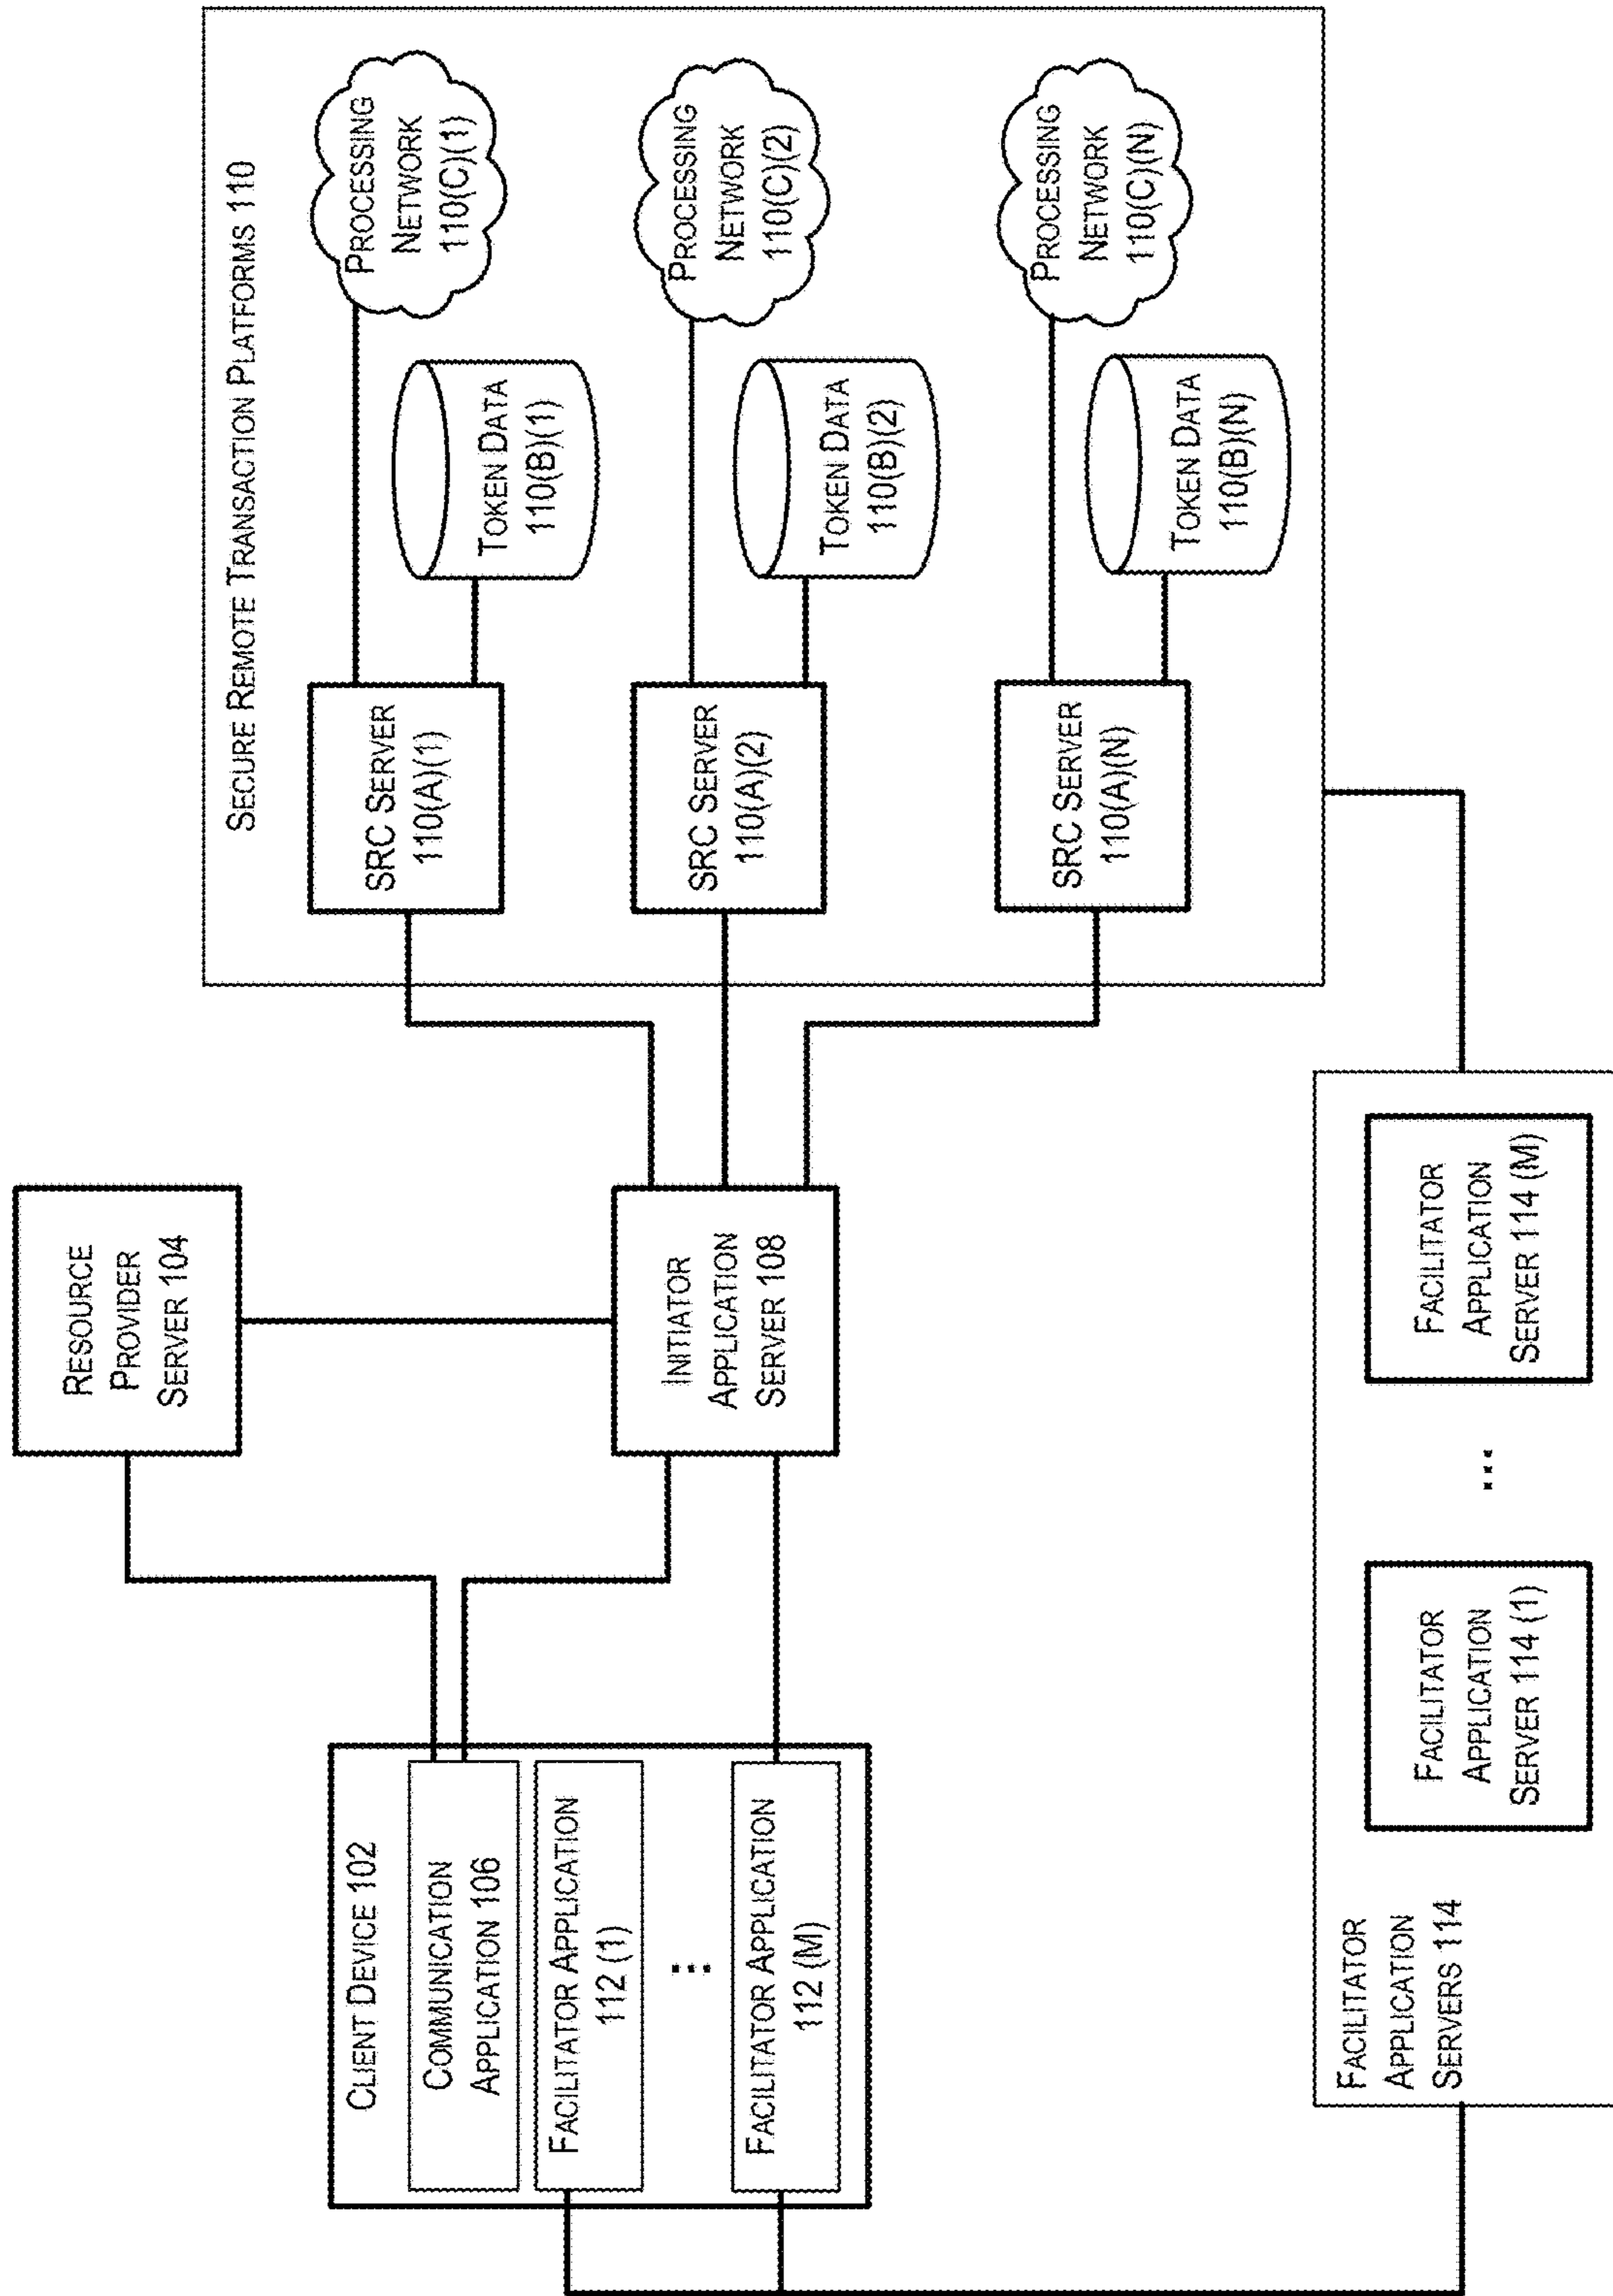 RESOURCE
PROVIDER
SERVER 104
SECURE REMOTE TRANSACTION PLATFORMS 110
CLIENT DEVICE 102
COMMUNICATION
APPLICATION 106
FACILITATOR APPLICATION
112 (1)
...
FACILITATOR APPLICATION
112 (M)
INITIATOR
APPLICATION
SERVER 108
SRC SERVER
110(A)(1)
TOKEN DATA
110(B)(1)
PROCESSING
NETWORK
110(C)(1)
SRC SERVER
110(A)(2)
TOKEN DATA
110(B)(2)
PROCESSING
NETWORK
110(C)(2)
SRC SERVER
110(A)(N)
TOKEN DATA
110(B)(N)
PROCESSING
NETWORK
110(C)(N)
FACILITATOR
APPLICATION
SERVERS 114
FACILITATOR
APPLICATION
SERVER 114 (1)
...
FACILITATOR
APPLICATION
SERVER 114 (M)